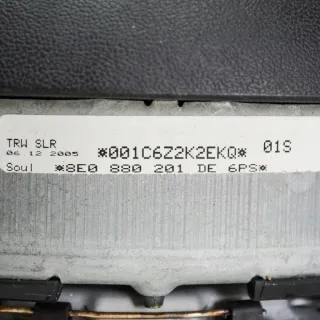 TRW SLR
06 12 2005 *001C6Z2K2EKQ* 01S
Soul *8E0 880 201 DE 6PS*